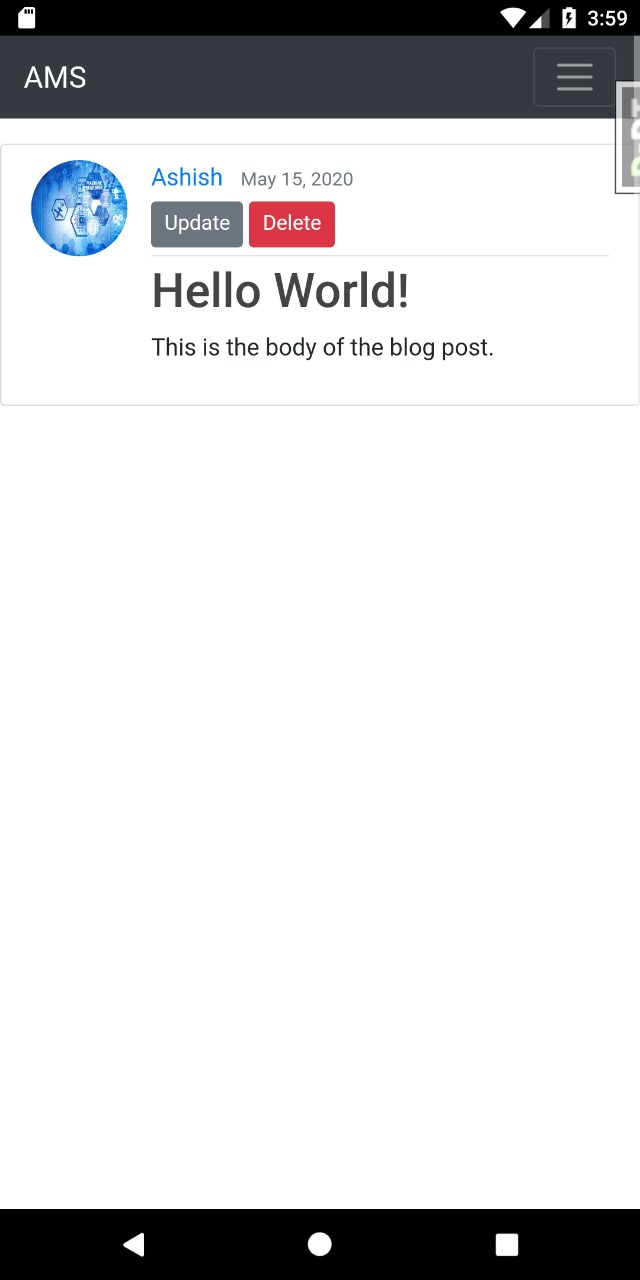 3:59
AMS
Ashish May 15, 2020
Update Delete
Hello World!
This is the body of the blog post.